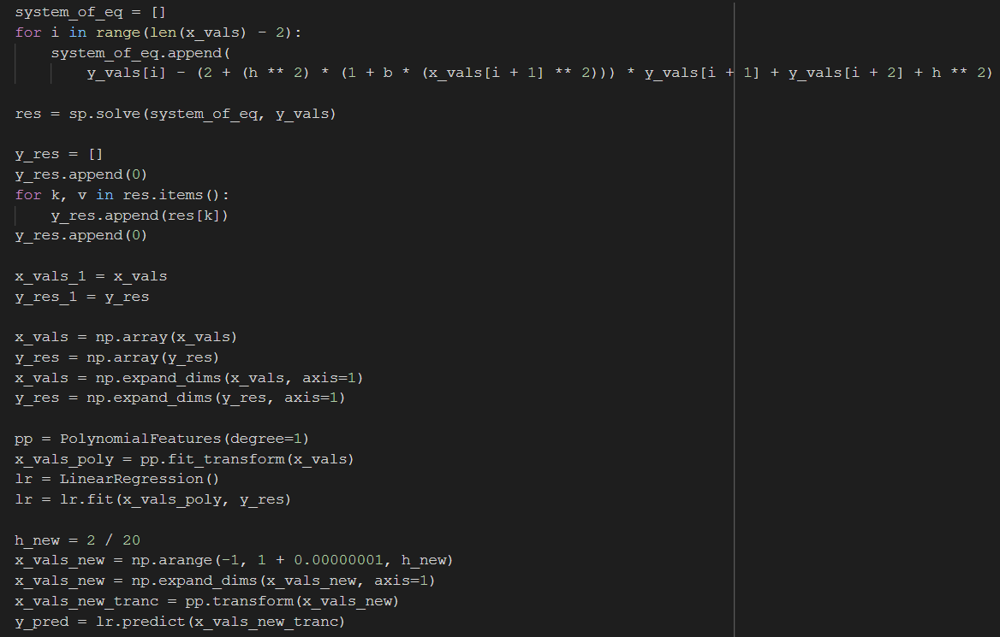 system_of_eq = []
for i in range(len(x_vals) - 2):
    system_of_eq.append(
        y_vals[i] - (2 + (h ** 2) * (1 + b * (x_vals[i + 1] ** 2))) * y_vals[i + 1] + y_vals[i + 2] + h ** 2)

res = sp.solve(system_of_eq, y_vals)

y_res = []
y_res.append(0)
for k, v in res.items():
    y_res.append(res[k])
y_res.append(0)

x_vals_1 = x_vals
y_res_1 = y_res

x_vals = np.array(x_vals)
y_res = np.array(y_res)
x_vals = np.expand_dims(x_vals, axis=1)
y_res = np.expand_dims(y_res, axis=1)

pp = PolynomialFeatures(degree=1)
x_vals_poly = pp.fit_transform(x_vals)
lr = LinearRegression()
lr = lr.fit(x_vals_poly, y_res)

h_new = 2 / 20
x_vals_new = np.arange(-1, 1 + 0.00000001, h_new)
x_vals_new = np.expand_dims(x_vals_new, axis=1)
x_vals_new_tranc = pp.transform(x_vals_new)
y_pred = lr.predict(x_vals_new_tranc)